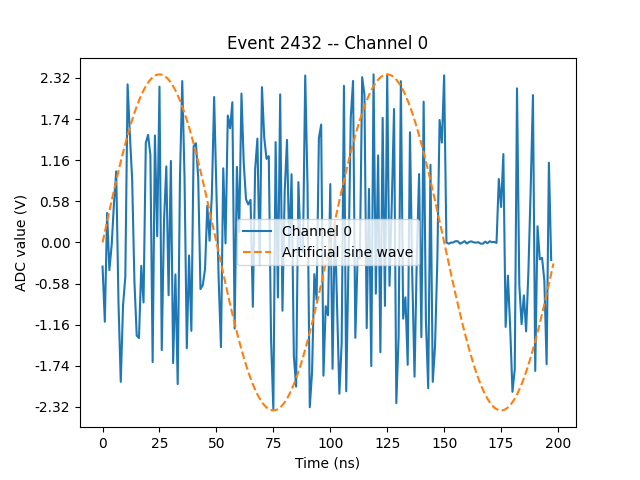 Event 2432 -- Channel 0
ADC value (V)
2.32
1.74
1.16
0.58
0.00
-0.58
-1.16
-1.74
-2.32
Channel 0
Artificial sine wave
0 25 50 75 100 125 150 175 200
Time (ns)